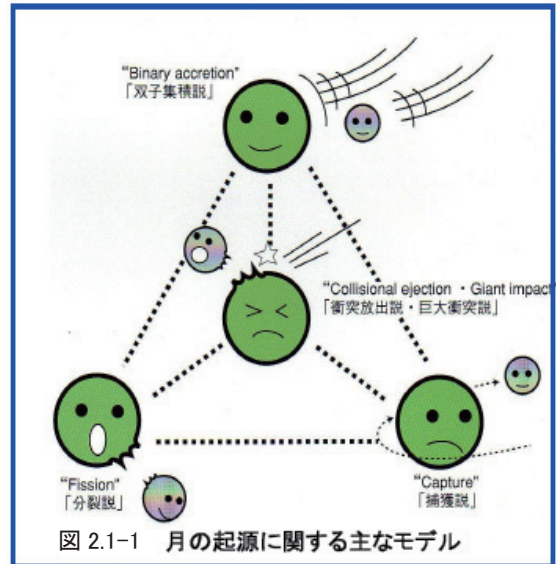 "Binary accretion"
「双子集積説」
"Collisional ejection ・Giant impact"
「衝突放出説・巨大衝突説」
"Fission"
「分裂説」
"Capture"
「捕獲説」
図 2.1-1 月の起源に関する主なモデル